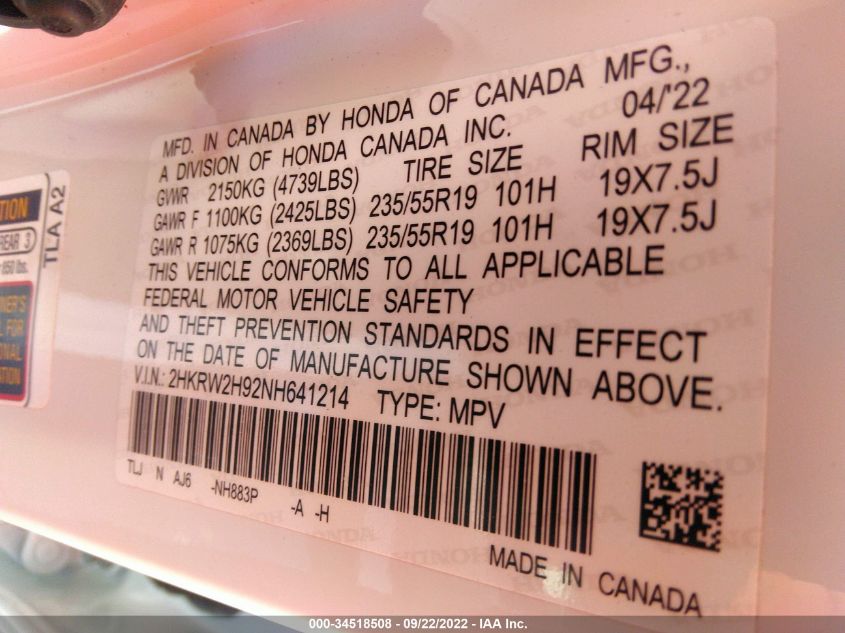 MFD. IN CANADA BY HONDA OF CANADA MFG.,
A DIVISION OF HONDA CANADA INC. 04/'22
GVWR 2150KG (4739LBS) TIRE SIZE RIM SIZE
GAWR F 1100KG (2425LBS) 235/55R19 101H 19X7.5J
GAWR R 1075KG (2369LBS) 235/55R19 101H 19X7.5J
THIS VEHICLE CONFORMS TO ALL APPLICABLE
FEDERAL MOTOR VEHICLE SAFETY
AND THEFT PREVENTION STANDARDS IN EFFECT
ON THE DATE OF MANUFACTURE SHOWN ABOVE.
V.I.N.: 2HKRW2H92NH641214 TYPE: MPV
TLJ N AJ6 -NH883P -A -H
MADE IN CANADA
TLA A2
REAR 3
000-34518508 - 09/22/2022 - IAA Inc.